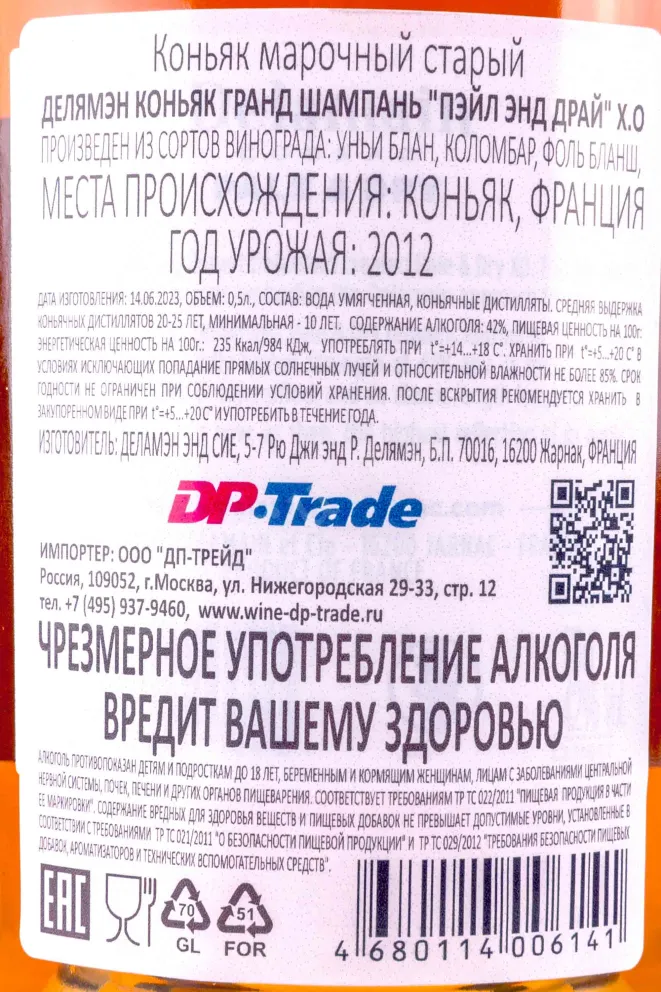 Коньяк марочный старый
ДЕЛЯМЭН КОНЬЯК ГРАНД ШАМПАНЬ "ПЭЙЛ ЭНД ДРАЙ" Х.О
ПРОИЗВЕДЕН ИЗ СОРТОВ ВИНОГРАДА: УНЬИ БЛАН, КОЛОМБАР, ФОЛЬ БЛАНШ,
МЕСТА ПРОИСХОЖДЕНИЯ: КОНЬЯК, ФРАНЦИЯ
ГОД УРОЖАЯ: 2012
ДАТА ИЗГОТОВЛЕНИЯ: 14.06.2023, ОБЪЕМ: 0,5л., СОСТАВ: ВОДА УМЯГЧЕННАЯ, КОНЬЯЧНЫЕ ДИСТИЛЛЯТЫ. СРЕДНЯЯ ВЫДЕРЖКА
КОНЬЯЧНЫХ ДИСТИЛЛЯТОВ 20-25 ЛЕТ, МИНИМАЛЬНАЯ - 10 ЛЕТ. СОДЕРЖАНИЕ АЛКОГОЛЯ: 42%, ПИЩЕВАЯ ЦЕННОСТЬ НА 100г:
ЭНЕРГЕТИЧЕСКАЯ ЦЕННОСТЬ НА 100г.: 235 Ккал/984 КДж, УПОТРЕБЛЯТЬ ПРИ t°=+14...+18 С°. ХРАНИТЬ ПРИ t°=+5...+20 С° В
УСЛОВИЯХ ИСКЛЮЧАЮЩИХ ПОПАДАНИЕ ПРЯМЫХ СОЛНЕЧНЫХ ЛУЧЕЙ И ОТНОСИТЕЛЬНОЙ ВЛАЖНОСТИ НЕ БОЛЕЕ 85%. СРОК
ГОДНОСТИ НЕ ОГРАНИЧЕН ПРИ СОБЛЮДЕНИИ УСЛОВИЙ ХРАНЕНИЯ. ПОСЛЕ ВСКРЫТИЯ РЕКОМЕНДУЕТСЯ ХРАНИТЬ В
ЗАКУПОРЕННОМ ВИДЕ ПРИ t°=+5...+20 С° И УПОТРЕБИТЬ В ТЕЧЕНИЕ ГОДА.
ИЗГОТОВИТЕЛЬ: ДЕЛАМЭН ЭНД СИЕ, 5-7 Рю Джи энд Р. Делямэн, Б.П. 70016, 16200 Жарнак, ФРАНЦИЯ
DP·Trade
ИМПОРТЕР: ООО "ДП-ТРЕЙД"
Россия, 109052, г.Москва, ул. Нижегородская 29-33, стр. 12
тел. +7 (495) 937-9460, www.wine-dp-trade.ru
ЧРЕЗМЕРНОЕ УПОТРЕБЛЕНИЕ АЛКОГОЛЯ
ВРЕДИТ ВАШЕМУ ЗДОРОВЬЮ
АЛКОГОЛЬ ПРОТИВОПОКАЗАН ДЕТЯМ И ПОДРОСТКАМ ДО 18 ЛЕТ, БЕРЕМЕННЫМ И КОРМЯЩИМ ЖЕНЩИНАМ, ЛИЦАМ С ЗАБОЛЕВАНИЯМИ ЦЕНТРАЛЬНОЙ
НЕРВНОЙ СИСТЕМЫ, ПОЧЕК, ПЕЧЕНИ И ДРУГИХ ОРГАНОВ ПИЩЕВАРЕНИЯ. СООТВЕТСТВУЕТ ТРЕБОВАНИЯМ ТР ТС 022/2011 "ПИЩЕВАЯ ПРОДУКЦИЯ В ЧАСТИ
ЕЕ МАРКИРОВКИ". СОДЕРЖАНИЕ ВРЕДНЫХ ДЛЯ ЗДОРОВЬЯ ВЕЩЕСТВ И ПИЩЕВЫХ ДОБАВОК НЕ ПРЕВЫШАЕТ ДОПУСТИМЫЕ УРОВНИ, УСТАНОВЛЕННЫЕ В
СООТВЕТСТВИИ С ТРЕБОВАНИЯМИ ТР ТС 021/2011 "О БЕЗОПАСНОСТИ ПИЩЕВОЙ ПРОДУКЦИИ" И ТР ТС 029/2012 "ТРЕБОВАНИЯ БЕЗОПАСНОСТИ ПИЩЕВЫХ
ДОБАВОК, АРОМАТИЗАТОРОВ И ТЕХНИЧЕСКИХ ВСПОМОГАТЕЛЬНЫХ СРЕДСТВ".
EAC
70
GL
51
FOR
4 680114 006141